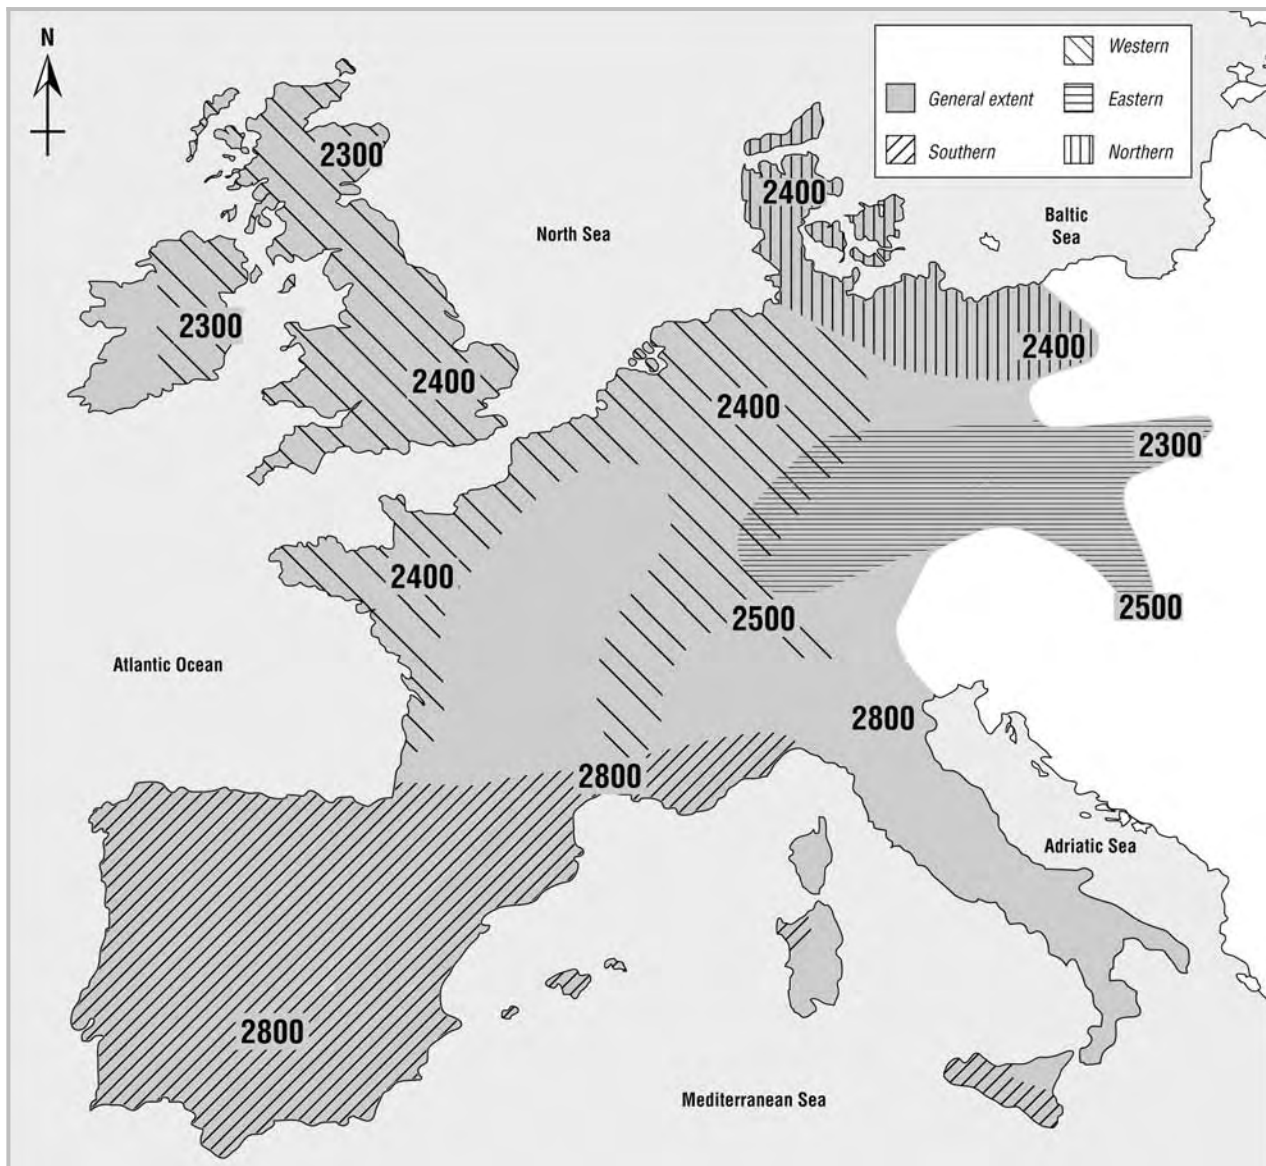 N
Western
General extent
Eastern
Southern
Northern
2300
2400
North Sea
Baltic
Sea
2300
2400
2400
2400
2400
2300
2400
2500
2500
Atlantic Ocean
2800
2800
Adriatic Sea
2800
Mediterranean Sea